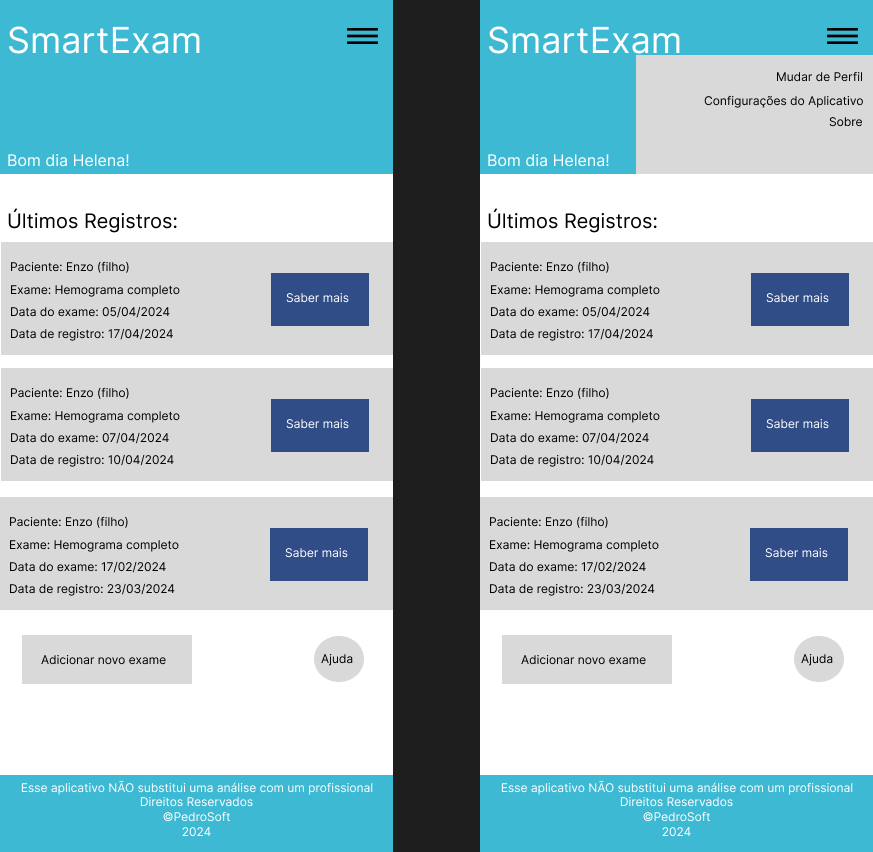 SmartExam
Bom dia Helena!
Últimos Registros:
Paciente: Enzo (filho)
Exame: Hemograma completo
Data do exame: 05/04/2024
Data de registro: 17/04/2024
Saber mais
Paciente: Enzo (filho)
Exame: Hemograma completo
Data do exame: 07/04/2024
Data de registro: 10/04/2024
Saber mais
Paciente: Enzo (filho)
Exame: Hemograma completo
Data do exame: 17/02/2024
Data de registro: 23/03/2024
Saber mais
Adicionar novo exame
Ajuda
Esse aplicativo NÃO substitui uma análise com um profissional
Direitos Reservados
©PedroSoft
2024
SmartExam
Mudar de Perfil
Configurações do Aplicativo
Sobre
Bom dia Helena!
Últimos Registros:
Paciente: Enzo (filho)
Exame: Hemograma completo
Data do exame: 05/04/2024
Data de registro: 17/04/2024
Saber mais
Paciente: Enzo (filho)
Exame: Hemograma completo
Data do exame: 07/04/2024
Data de registro: 10/04/2024
Saber mais
Paciente: Enzo (filho)
Exame: Hemograma completo
Data do exame: 17/02/2024
Data de registro: 23/03/2024
Saber mais
Adicionar novo exame
Ajuda
Esse aplicativo NÃO substitui uma análise com um profissional
Direitos Reservados
©PedroSoft
2024